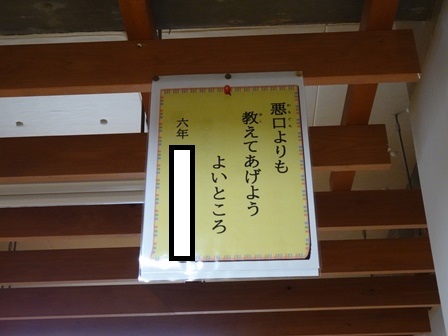 悪口よりも
教えてあげよう
よいところ
六年